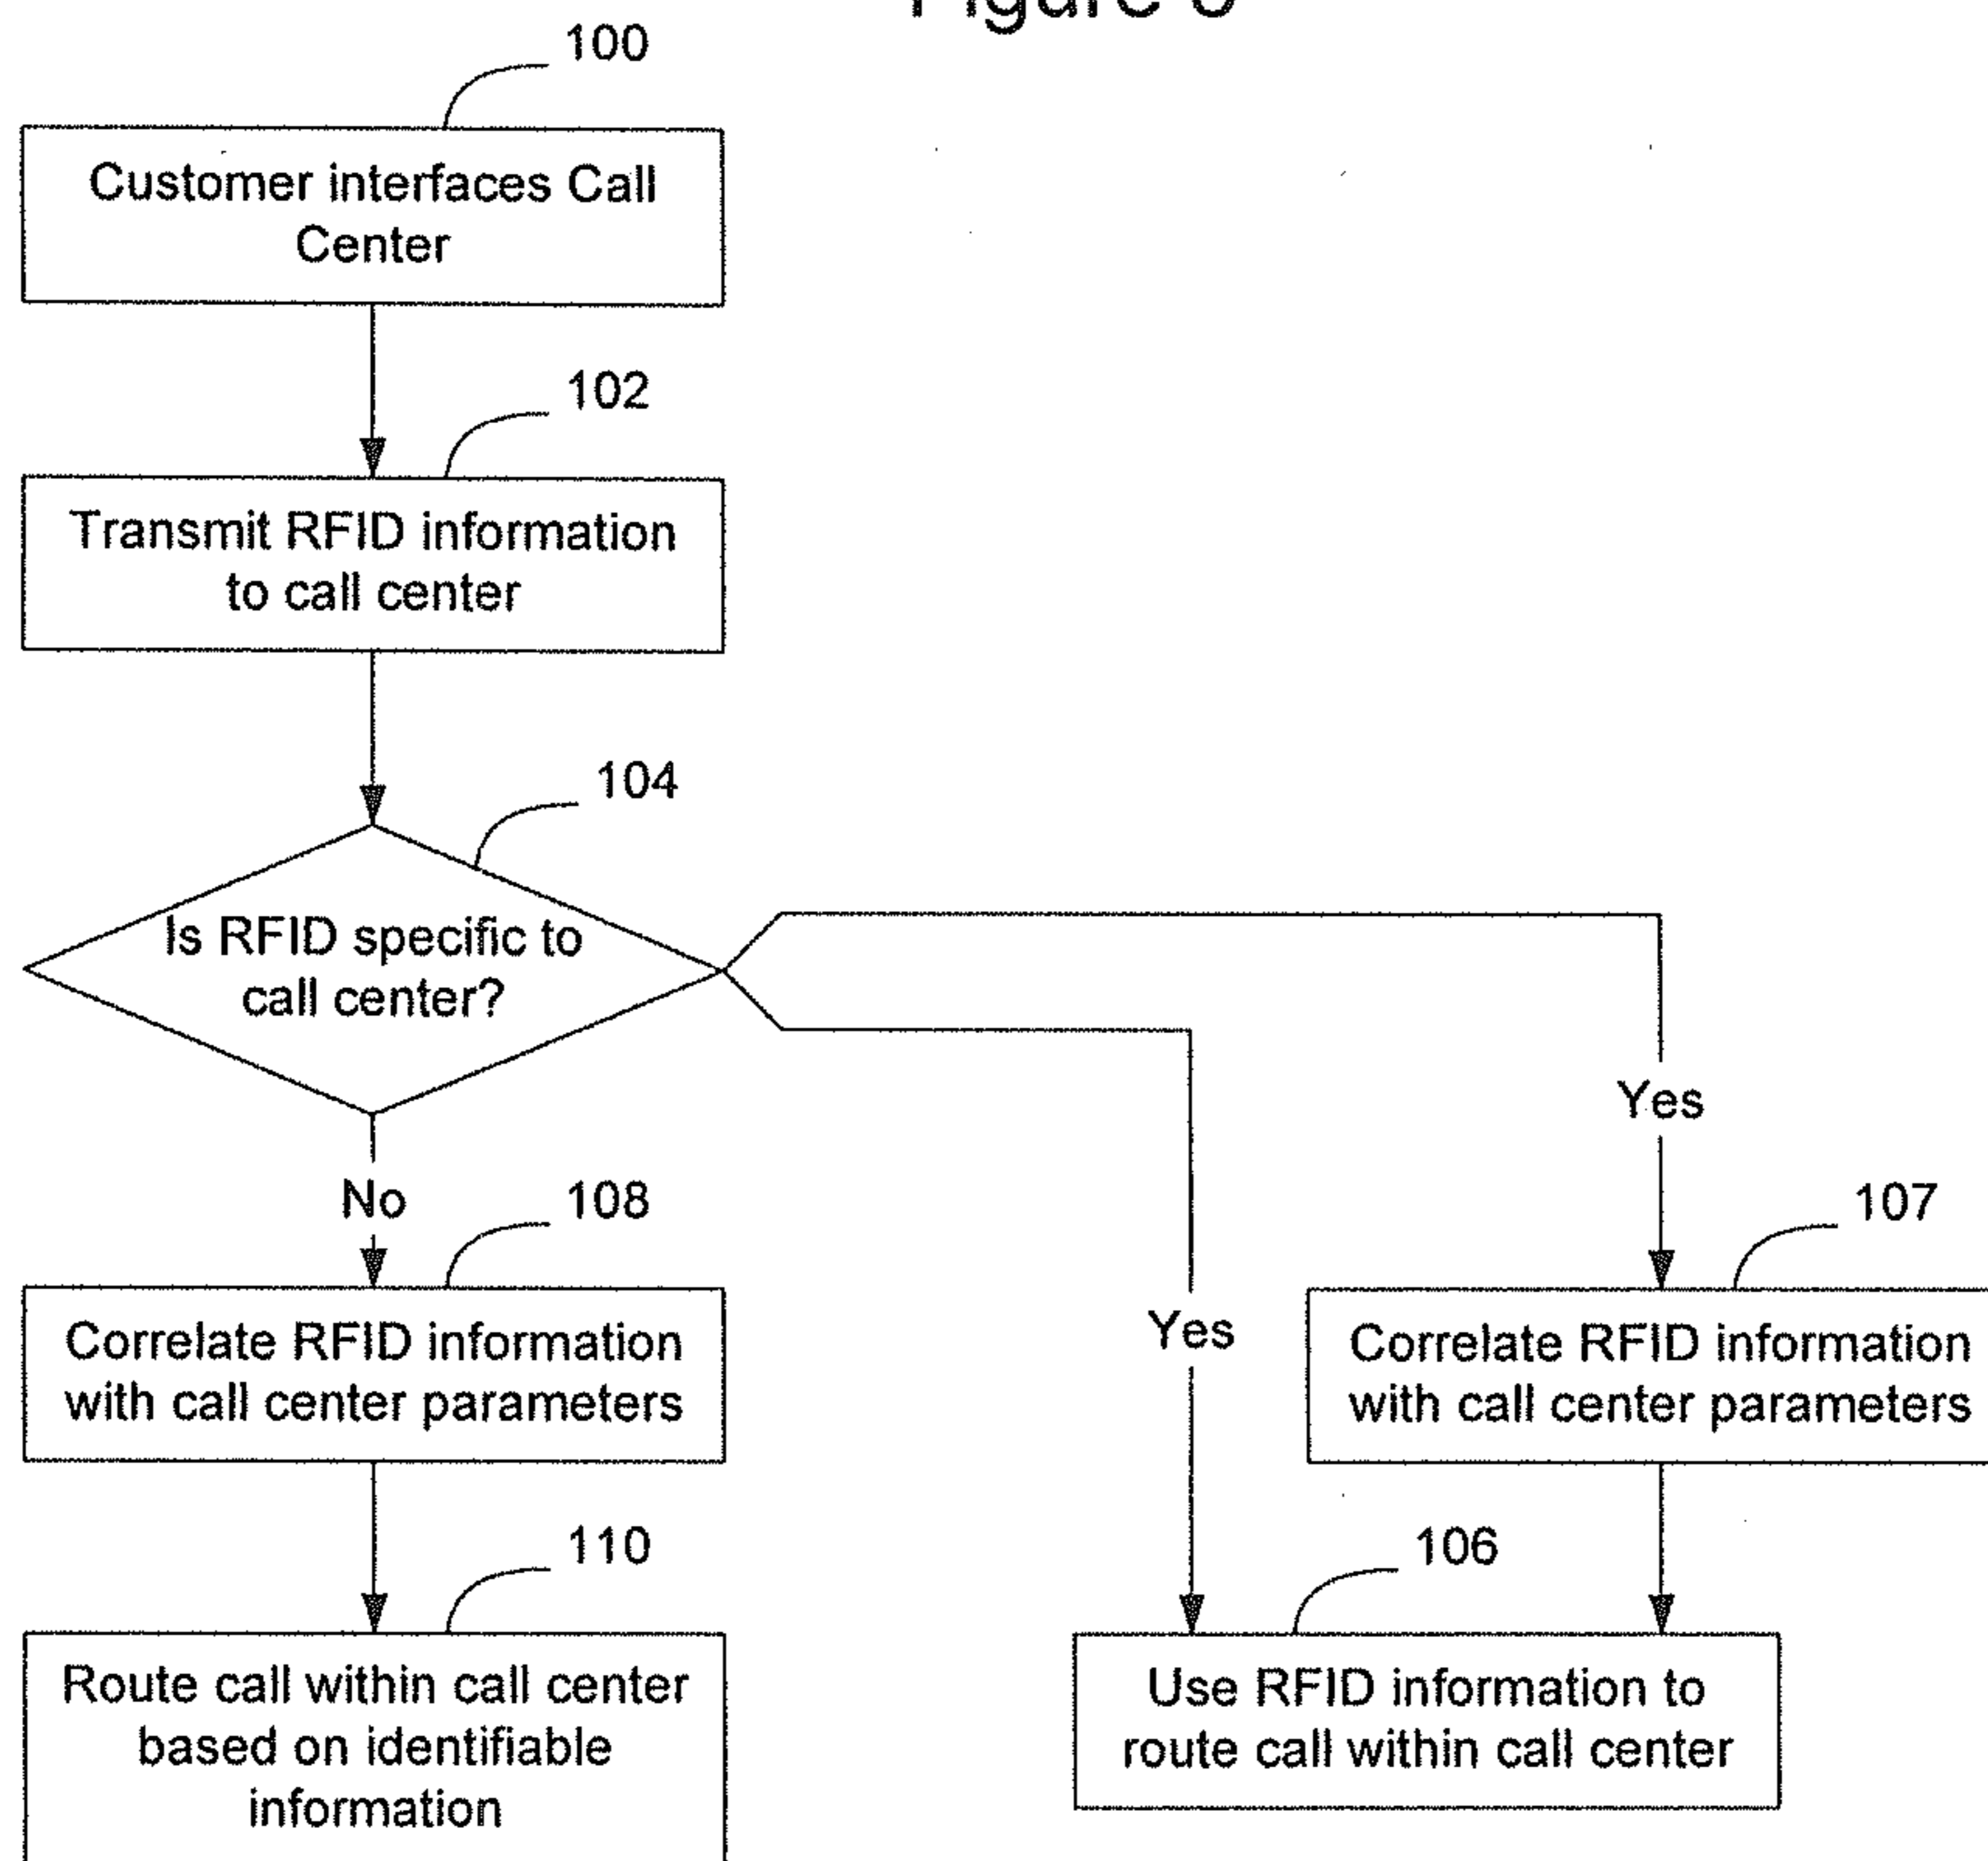 100
Customer interfaces Call
Center
102
Transmit RFID information
to call center
104
Is RFID specific to
call center?
Yes
No
108
107
Yes
Correlate RFID information
with call center parameters
Correlate RFID information
with call center parameters
110
106
Route call within call center
based on identifiable
information
Use RFID information to
route call within call center